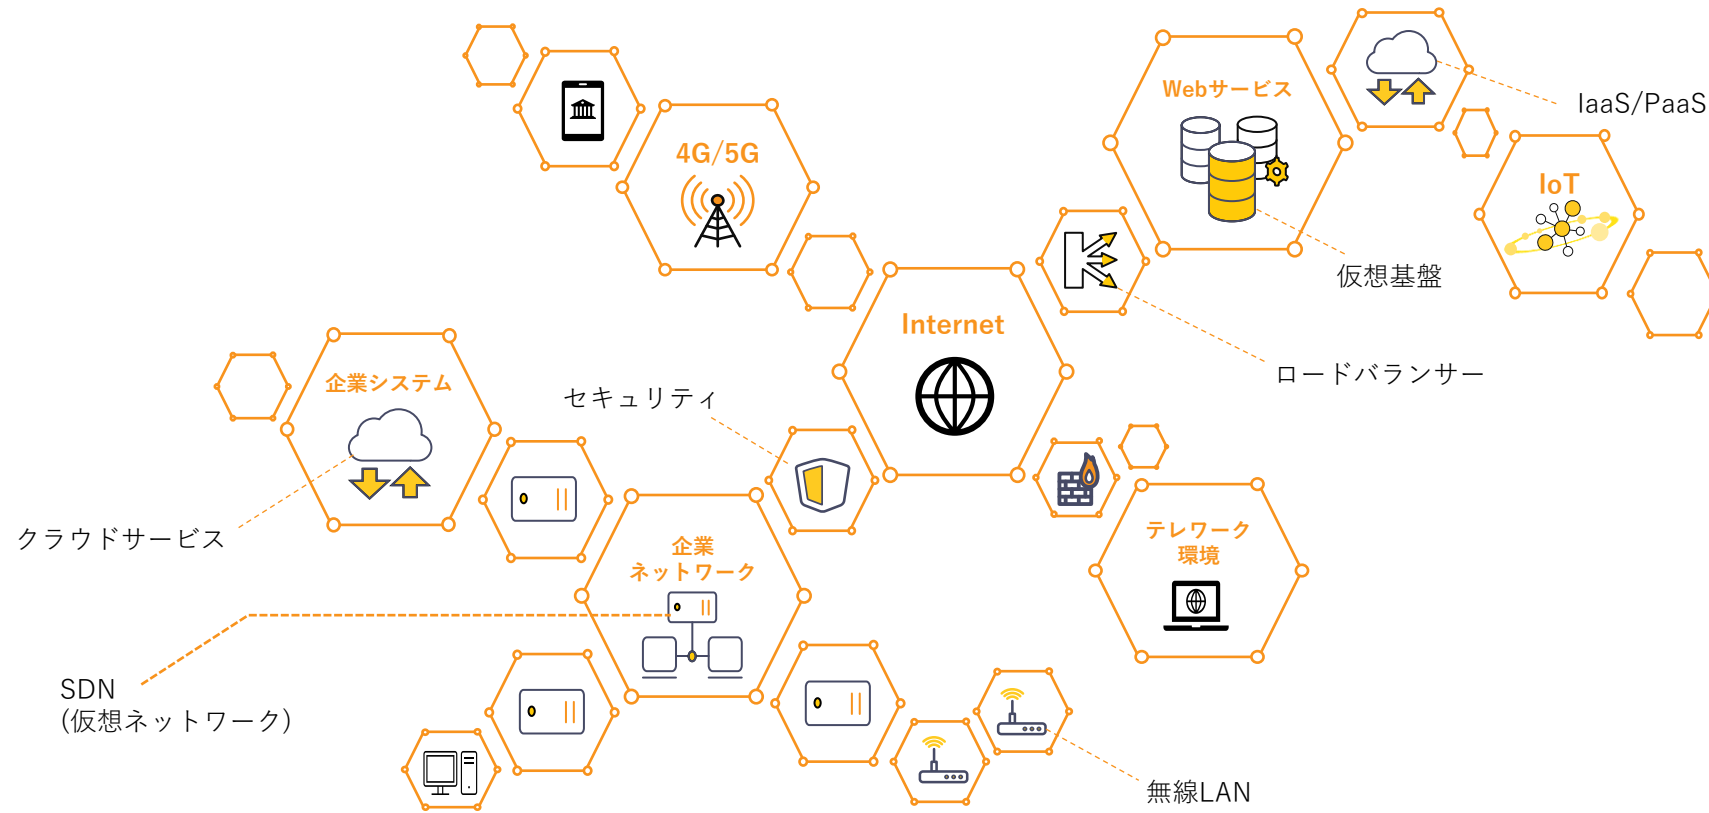 Webサービス
IaaS/PaaS
4G/5G
IoT
仮想基盤
Internet
ロードバランサー
企業システム
セキュリティ
クラウドサービス
テレワーク
環境
企業
ネットワーク
SDN
(仮想ネットワーク)
無線LAN